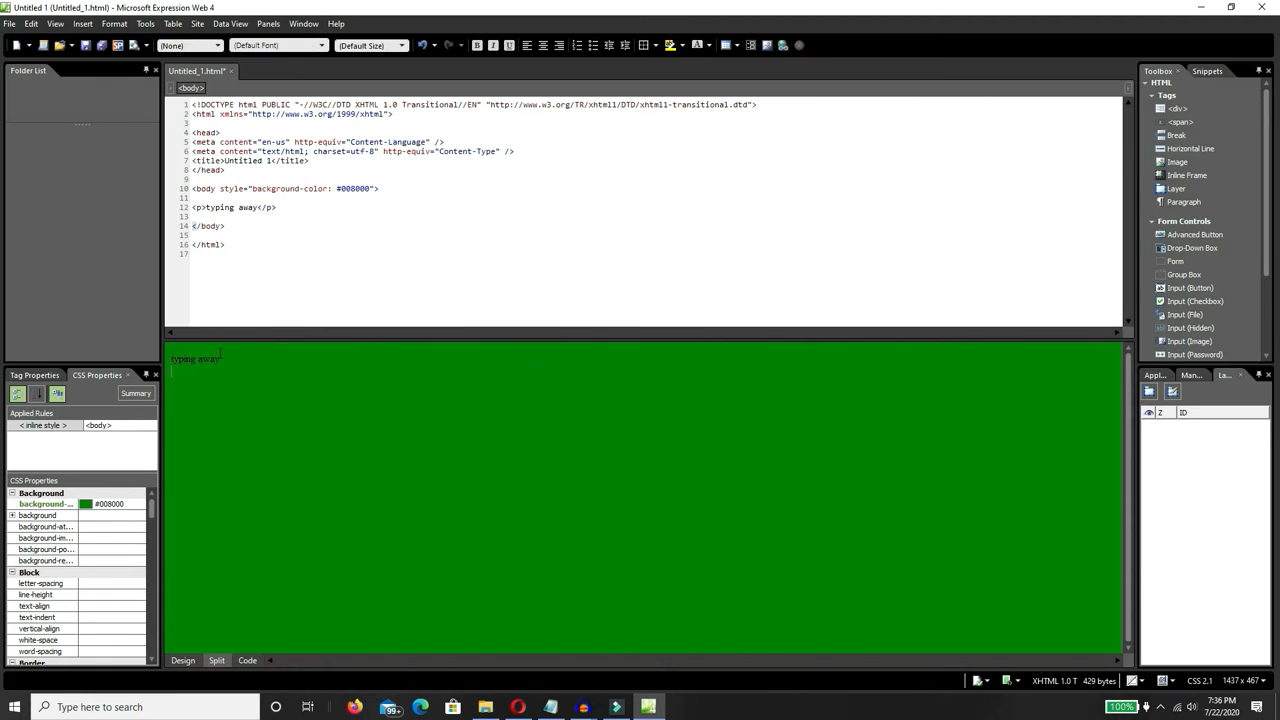 Untitled 1 (Untitled_1.html) - Microsoft Expression Web 4
File Edit View Insert Format Tools Table Site Data View Panels Window Help
(None) (Default Font) (Default Size) B I U A
Folder List
Untitled_1.html*
<body>
1 <!DOCTYPE html PUBLIC "-//W3C//DTD XHTML 1.0 Transitional//EN" "http://www.w3.org/TR/xhtml1/DTD/xhtml1-transitional.dtd">
2 <html xmlns="http://www.w3.org/1999/xhtml">
3
4 <head>
5 <meta content="en-us" http-equiv="Content-Language" />
6 <meta content="text/html; charset=utf-8" http-equiv="Content-Type" />
7 <title>Untitled 1</title>
8 </head>
9
10 <body style="background-color: #008000">
11
12 <p>typing away</p>
13
14 </body>
15
16 </html>
17
typing away
Design Split Code
Toolbox Snippets
HTML
Tags
<div>
<span>
Break
Horizontal Line
Image
Inline Frame
Layer
Paragraph
Form Controls
Advanced Button
Drop-Down Box
Form
Group Box
Input (Button)
Input (Checkbox)
Input (File)
Input (Hidden)
Input (Image)
Input (Password)
Tag Properties CSS Properties
Summary
Applied Rules
< inline style > <body>
CSS Properties
Background
background-... #008000
background
background-at...
background-im...
background-po...
background-re...
Block
letter-spacing
line-height
text-align
text-indent
vertical-align
white-space
word-spacing
Border
Appl... Man... La...
Z ID
XHTML 1.0 T 429 bytes CSS 2.1 1437 x 467
Type here to search
99+
100%
7:36 PM
7/22/2020